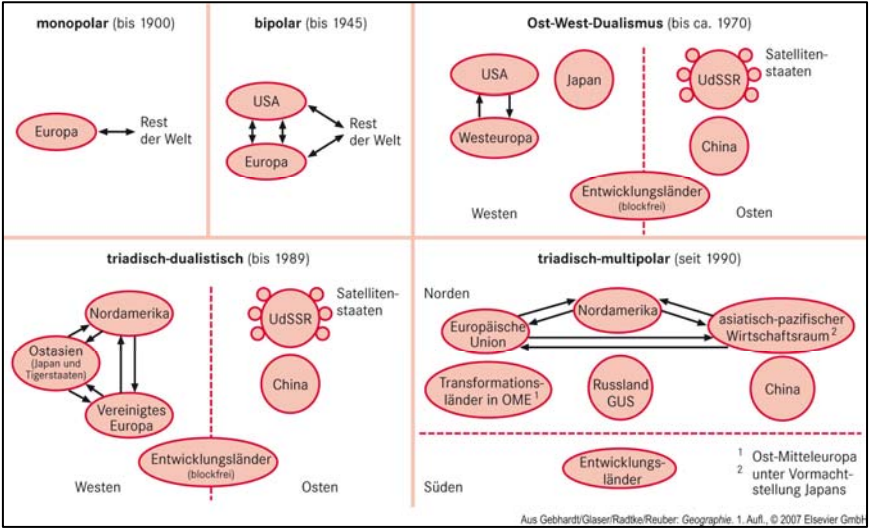 monopolar (bis 1900)
Europa
Rest
der Welt
bipolar (bis 1945)
USA
Europa
Rest
der Welt
Ost-West-Dualismus (bis ca. 1970)
USA
Westeuropa
Japan
UdSSR
Satelliten-
staaten
China
Entwicklungsländer
(blockfrei)
Westen
Osten
triadisch-dualistisch (bis 1989)
Nordamerika
Ostasien
(Japan und
Tigerstaaten)
Vereinigtes
Europa
UdSSR
Satelliten-
staaten
China
Entwicklungsländer
(blockfrei)
Westen
Osten
triadisch-multipolar (seit 1990)
Norden
Europäische
Union
Nordamerika
asiatisch-pazifischer
Wirtschaftsraum 2
Transformations-
länder in OME 1
Russland
GUS
China
Süden
Entwicklungs-
länder
1 Ost-Mitteleuropa
2 unter Vormacht-
stellung Japans
Aus Gebhardt/Glaser/Radtke/Reuber: Geographie. 1. Aufl., © 2007 Elsevier GmbH